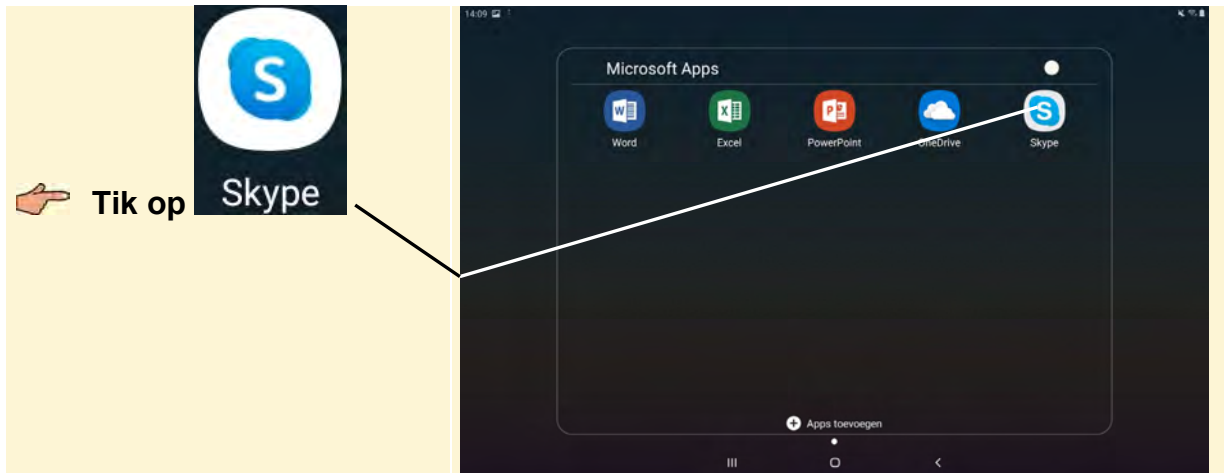 S
Skype
Tik op
14:09
Microsoft Apps
Word
Excel
PowerPoint
OneDrive
Skype
Apps toevoegen